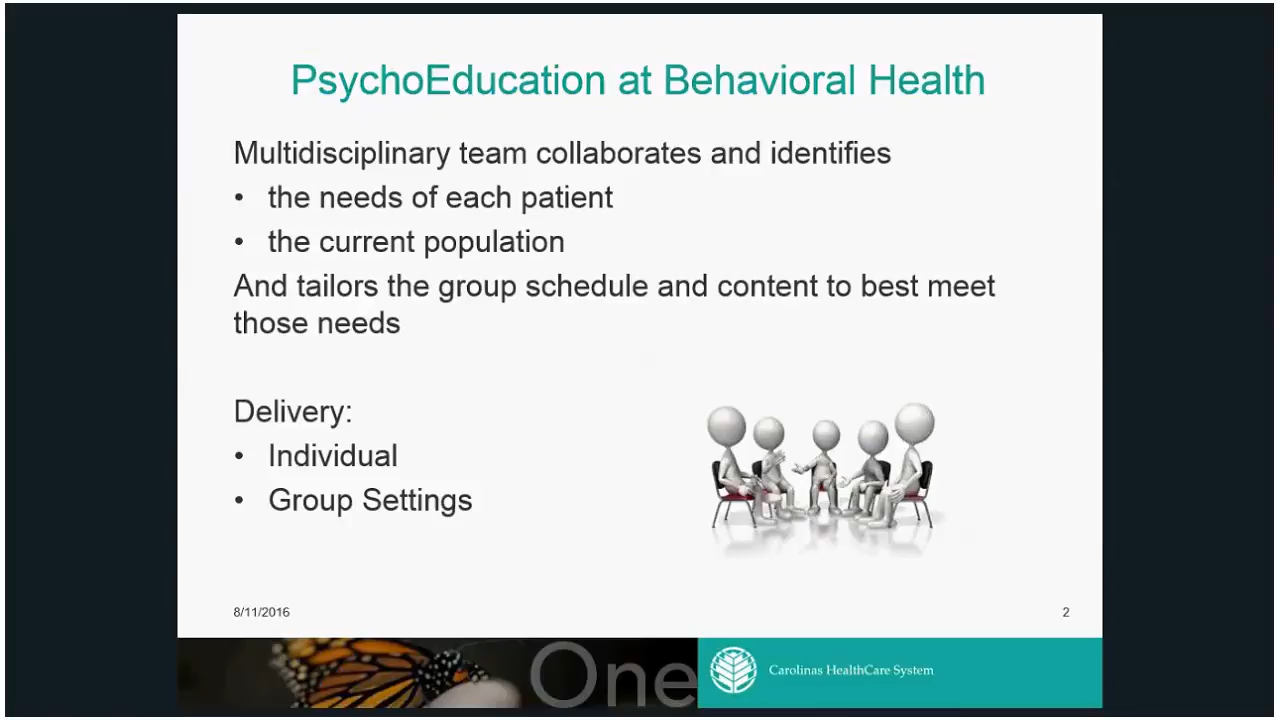 PsychoEducation at Behavioral Health
Multidisciplinary team collaborates and identifies
• the needs of each patient
• the current population
And tailors the group schedule and content to best meet
those needs
Delivery:
• Individual
• Group Settings
8/11/2016
2
One
Carolinas HealthCare System